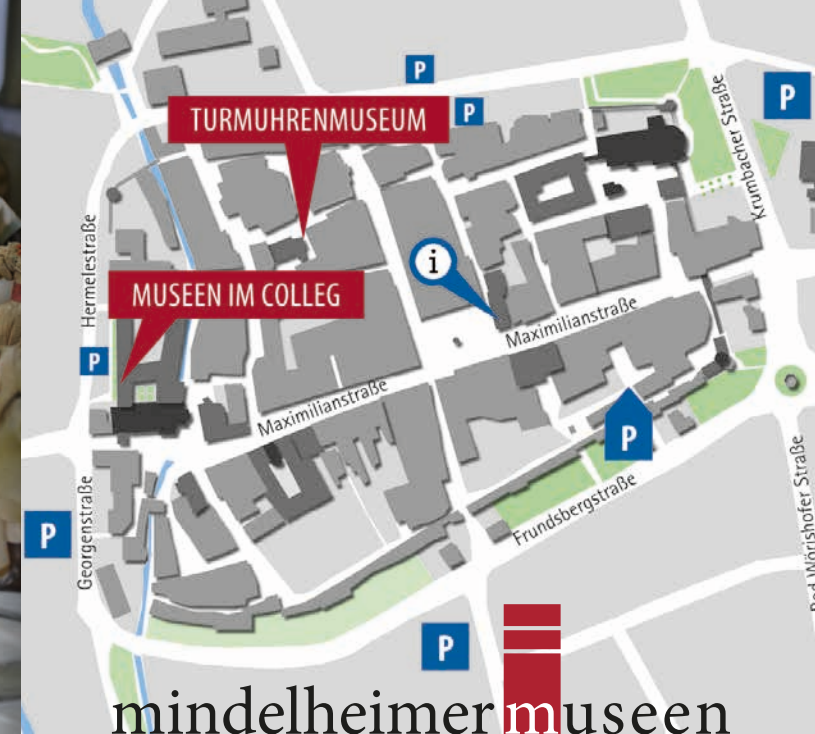 P
P
P
TURMUHRENMUSEUM
Krumbacher Straße
Hermelestraße
i
MUSEEN IM COLLEG
Maximilianstraße
P
Maximilianstraße
P
Georgenstraße
P
Frundsbergstraße
Bad Wörishofer Straße
P
mindelheimer museen